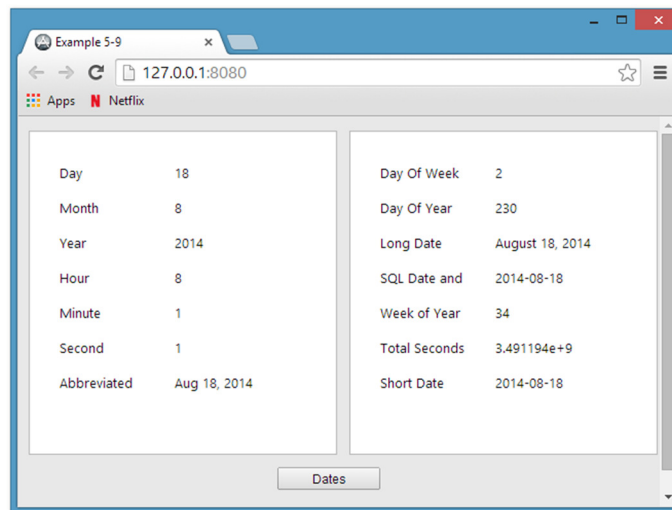 Example 5-9
127.0.0.1:8080
Apps Netflix
Day 18
Month 8
Year 2014
Hour 8
Minute 1
Second 1
Abbreviated Aug 18, 2014
Day Of Week 2
Day Of Year 230
Long Date August 18, 2014
SQL Date and 2014-08-18
Week of Year 34
Total Seconds 3.491194e+9
Short Date 2014-08-18
Dates